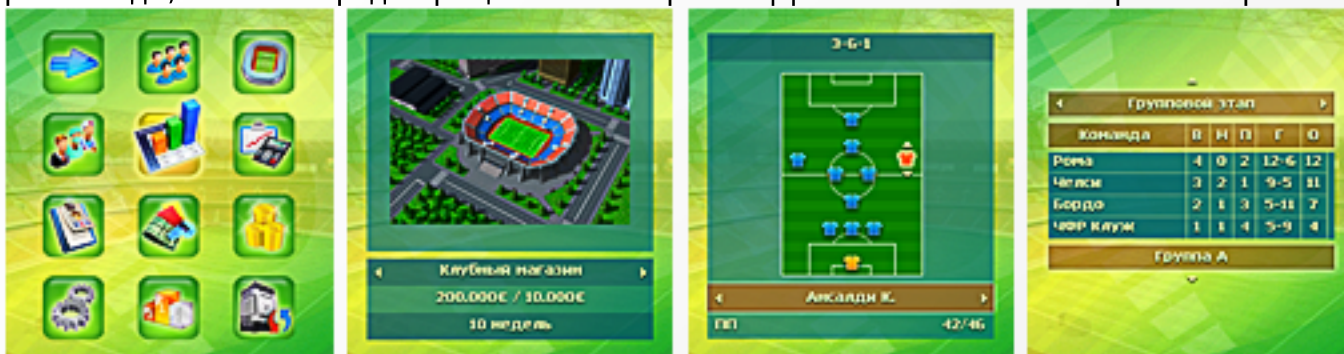 Клубный магазин
200.000€ / 10.000€
10 недель
3-6-1
Ансалди К.
ПП 42/46
Групповой этап
Команда В Н П Г О
Рома 4 0 2 12-6 12
Челси 3 2 1 9-5 11
Бордо 2 1 3 5-11 7
ЧФР Клуж 1 1 4 5-9 4
Группа А